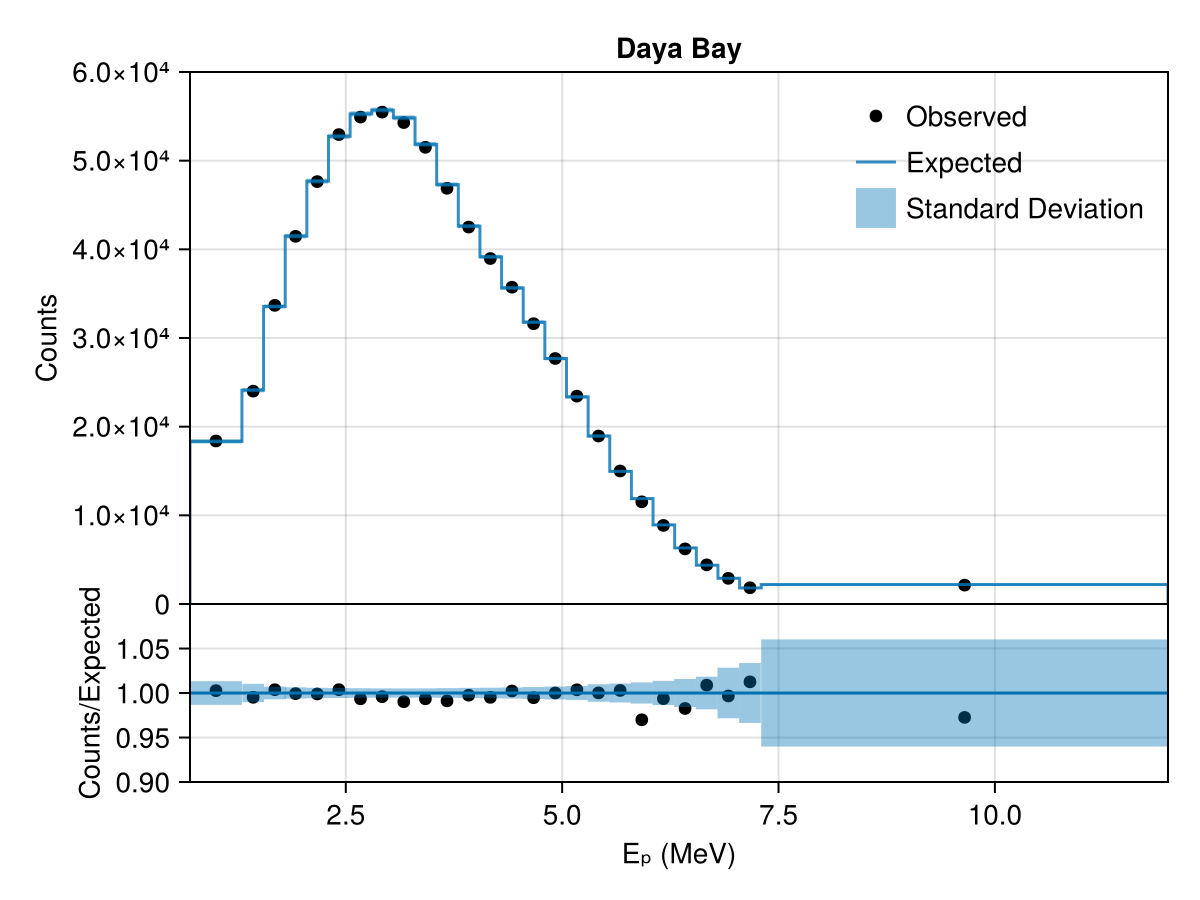 Daya Bay
6.0×10⁴
5.0×10⁴
4.0×10⁴
3.0×10⁴
2.0×10⁴
1.0×10⁴
0
Counts
Observed
Expected
Standard Deviation
1.05
1.00
0.95
0.90
Counts/Expected
2.5 5.0 7.5 10.0
Eₚ (MeV)